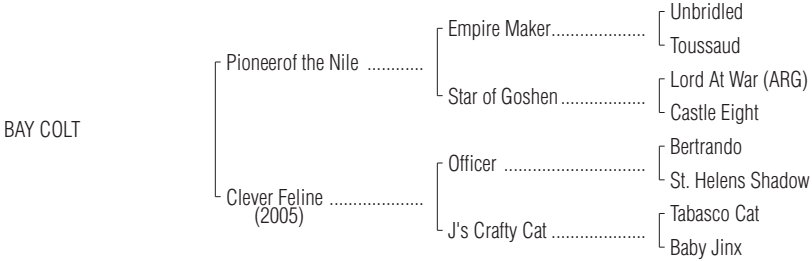 Unbridled
Empire Maker.....................
Toussaud
Pioneerof the Nile ............
Lord At War (ARG)
Star of Goshen...................
Castle Eight
BAY COLT
Bertrando
Officer ................................
St. Helens Shadow
Clever Feline .....................
(2005)
Tabasco Cat
J's Crafty Cat .....................
Baby Jinx